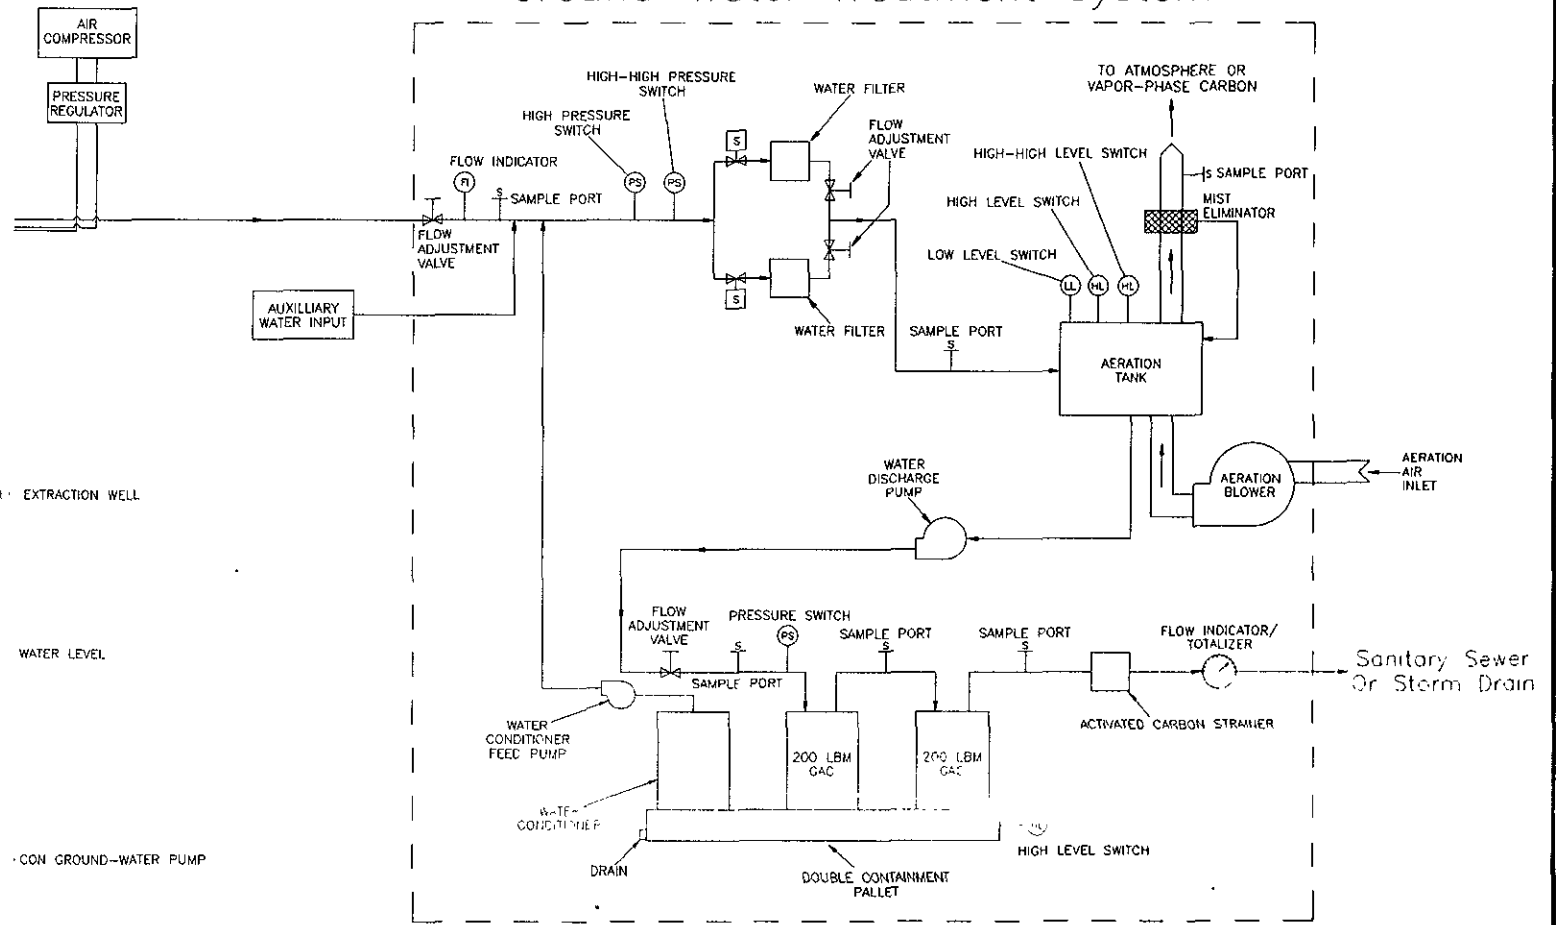 AIR
COMPRESSOR
PRESSURE
REGULATOR
HIGH-HIGH PRESSURE
SWITCH
HIGH PRESSURE
SWITCH
FLOW INDICATOR
FI
S
SAMPLE PORT
PS
PS
FLOW
ADJUSTMENT
VALVE
AUXILLIARY
WATER INPUT
WATER FILTER
S
FLOW
ADJUSTMENT
VALVE
S
WATER FILTER
TO ATMOSPHERE OR
VAPOR-PHASE CARBON
HIGH-HIGH LEVEL SWITCH
S SAMPLE PORT
HIGH LEVEL SWITCH
MIST
ELIMINATOR
LOW LEVEL SWITCH
LL
HL
HL
SAMPLE PORT
S
AERATION
TANK
AERATION
BLOWER
AERATION
AIR
INLET
WATER
DISCHARGE
PUMP
EXTRACTION WELL
WATER LEVEL
CON GROUND-WATER PUMP
FLOW
ADJUSTMENT
VALVE
PRESSURE SWITCH
S
PS
SAMPLE PORT
SAMPLE PORT
S
SAMPLE PORT
S
FLOW INDICATOR/
TOTALIZER
Sanitary Sewer
Or Storm Drain
ACTIVATED CARBON STRAINER
WATER
CONDITIONER
FEED PUMP
200 LBM
GAC
200 LBM
GAC
CONDITIONER
DRAIN
HIGH LEVEL SWITCH
DOUBLE CONTAINMENT
PALLET